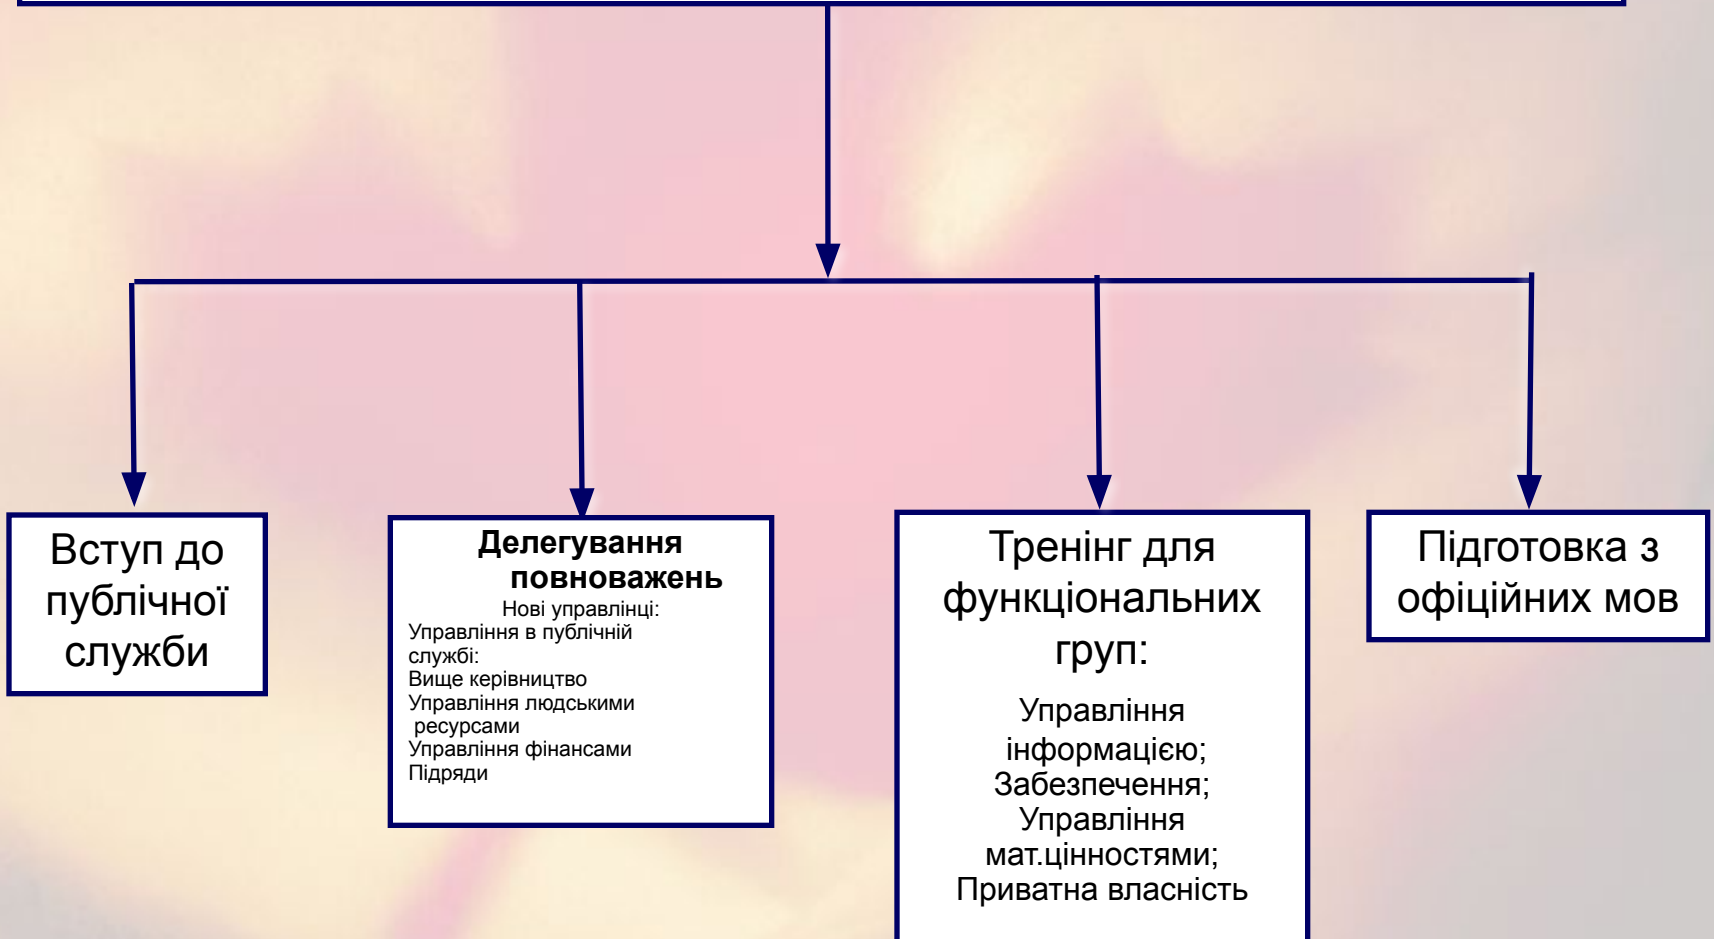 Вступ до
публічної
служби
Делегування
повноважень
Нові управлінці:
Управління в публічній
службі:
Вище керівництво
Управління людськими
ресурсами
Управління фінансами
Підряди
Тренінг для
функціональних
груп:
Управління
інформацією;
Забезпечення;
Управління
мат.цінностями;
Приватна власність
Підготовка з
офіційних мов